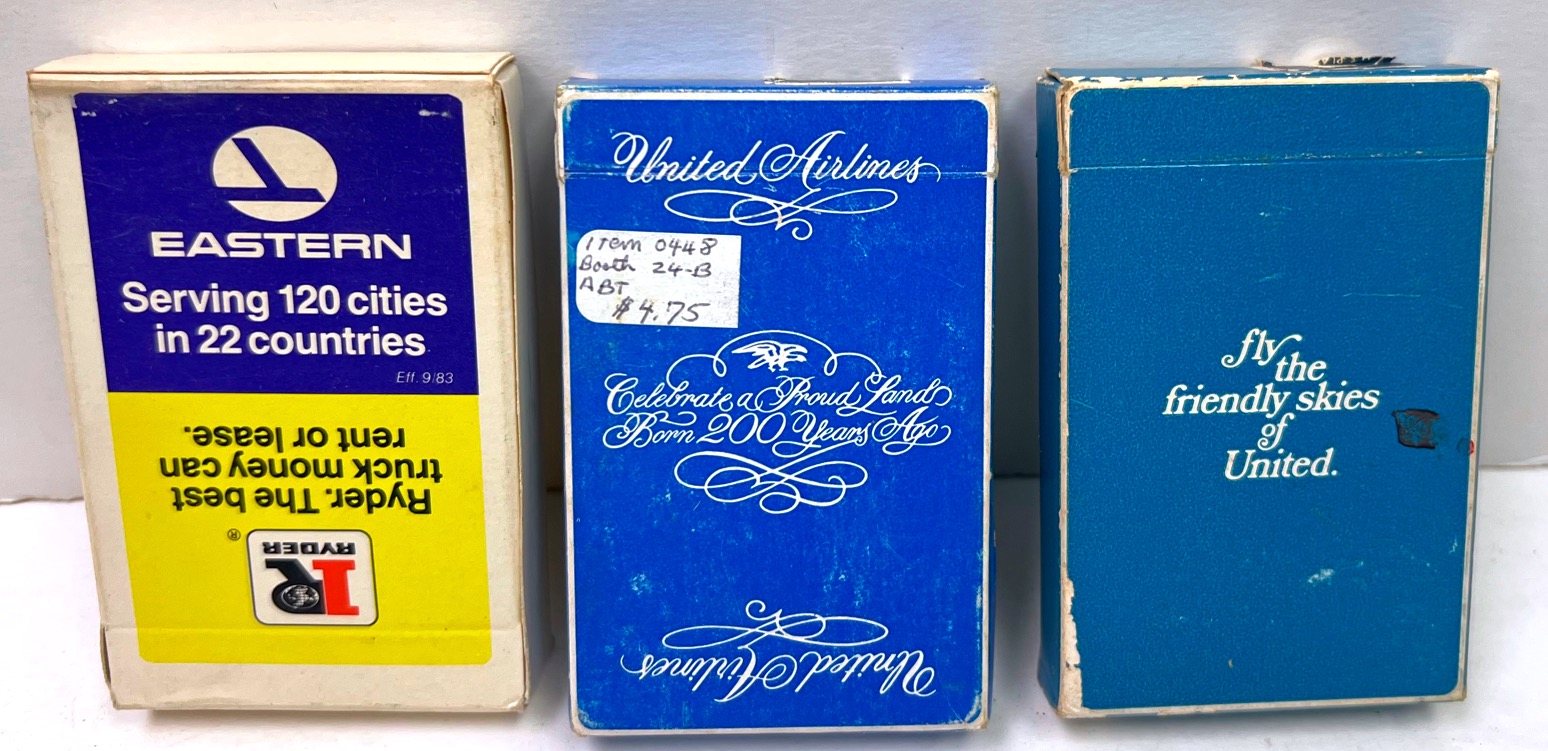 EASTERN
Serving 120 cities
in 22 countries
Eff. 9/83
Ryder. The best
truck money can
rent or lease.
RYDER
R
®
United Airlines
Item 0448
Booth 24-B
ABT
$4.75
Celebrate a Proud Land
Born 200 Years Ago
United Airlines
fly
the
friendly skies
of
United.